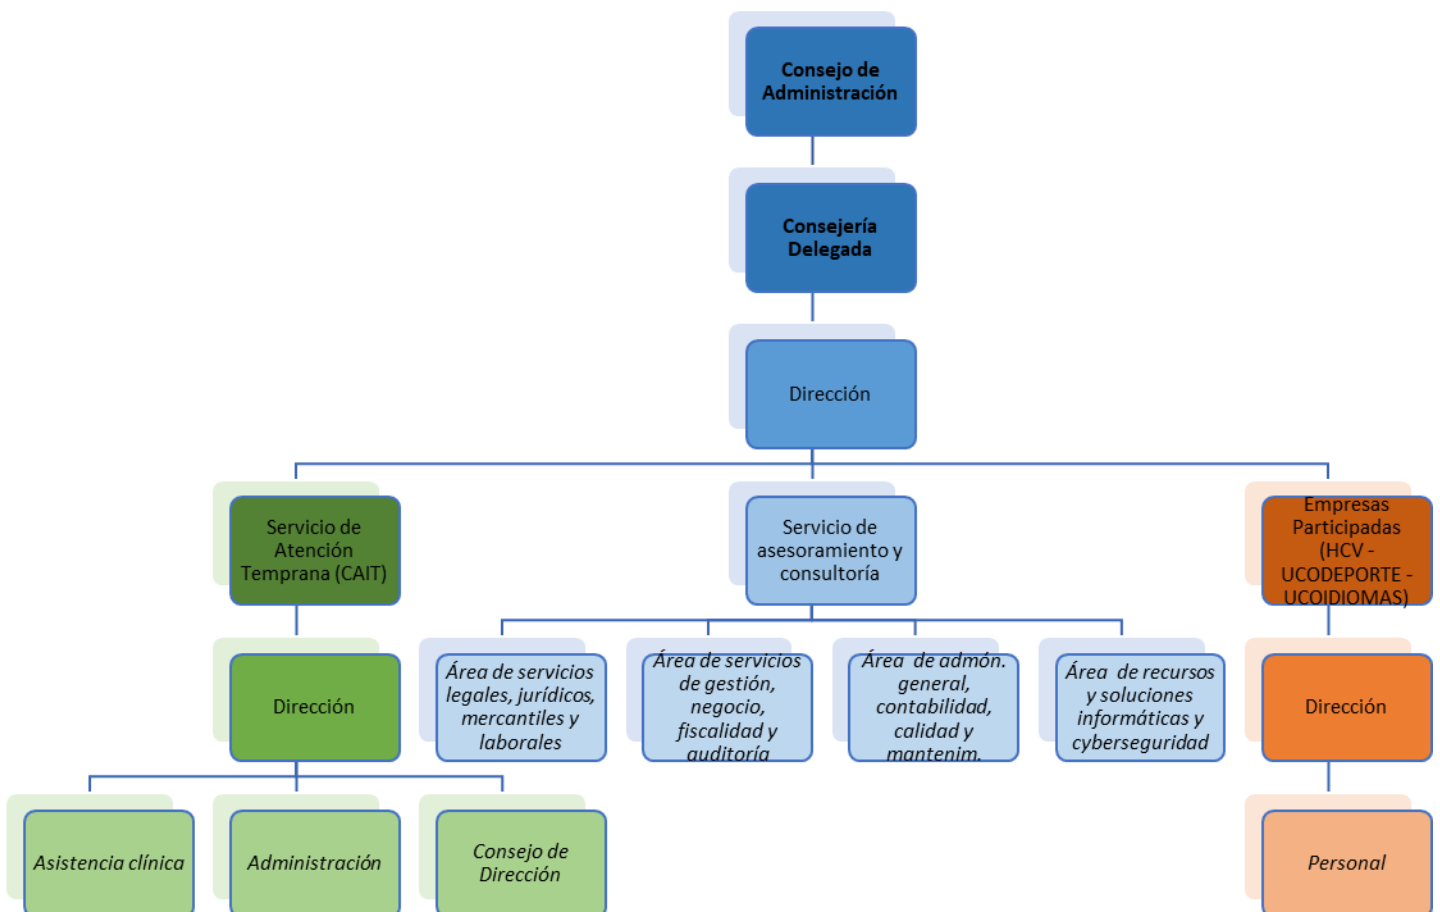 Consejo de
Administración
Consejería
Delegada
Dirección
Servicio de
Atención
Temprana (CAIT)
Servicio de
asesoramiento y
consultoría
Empresas
Participadas
(HCV -
UCODEPORTE -
UCOIDIOMAS)
Dirección
Área de servicios
legales, jurídicos,
mercantiles y
laborales
Área de servicios
de gestión,
negocio,
fiscalidad y
auditoría
Área  de admón.
general,
contabilidad,
calidad y
mantenim.
Área  de recursos
y soluciones
informáticas y
cyberseguridad
Dirección
Asistencia clínica
Administración
Consejo de
Dirección
Personal